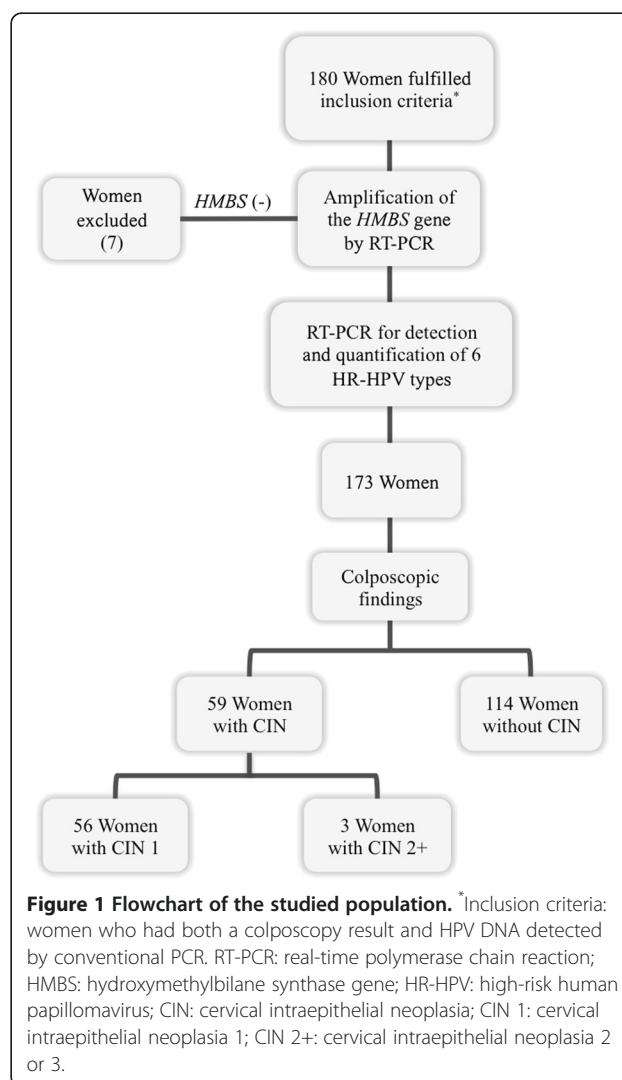 180 Women fulfilled
inclusion criteria*
Women
excluded
(7)
HMBS (-)
Amplification of
the HMBS gene
by RT-PCR
RT-PCR for detection
and quantification of 6
HR-HPV types
173 Women
Colposcopic
findings
59 Women
with CIN
114 Women
without CIN
56 Women
with CIN 1
3 Women
with CIN 2+
Figure 1 Flowchart of the studied population. *Inclusion criteria:
women who had both a colposcopy result and HPV DNA detected
by conventional PCR. RT-PCR: real-time polymerase chain reaction;
HMBS: hydroxymethylbilane synthase gene; HR-HPV: high-risk human
papillomavirus; CIN: cervical intraepithelial neoplasia; CIN 1: cervical
intraepithelial neoplasia 1; CIN 2+: cervical intraepithelial neoplasia 2
or 3.